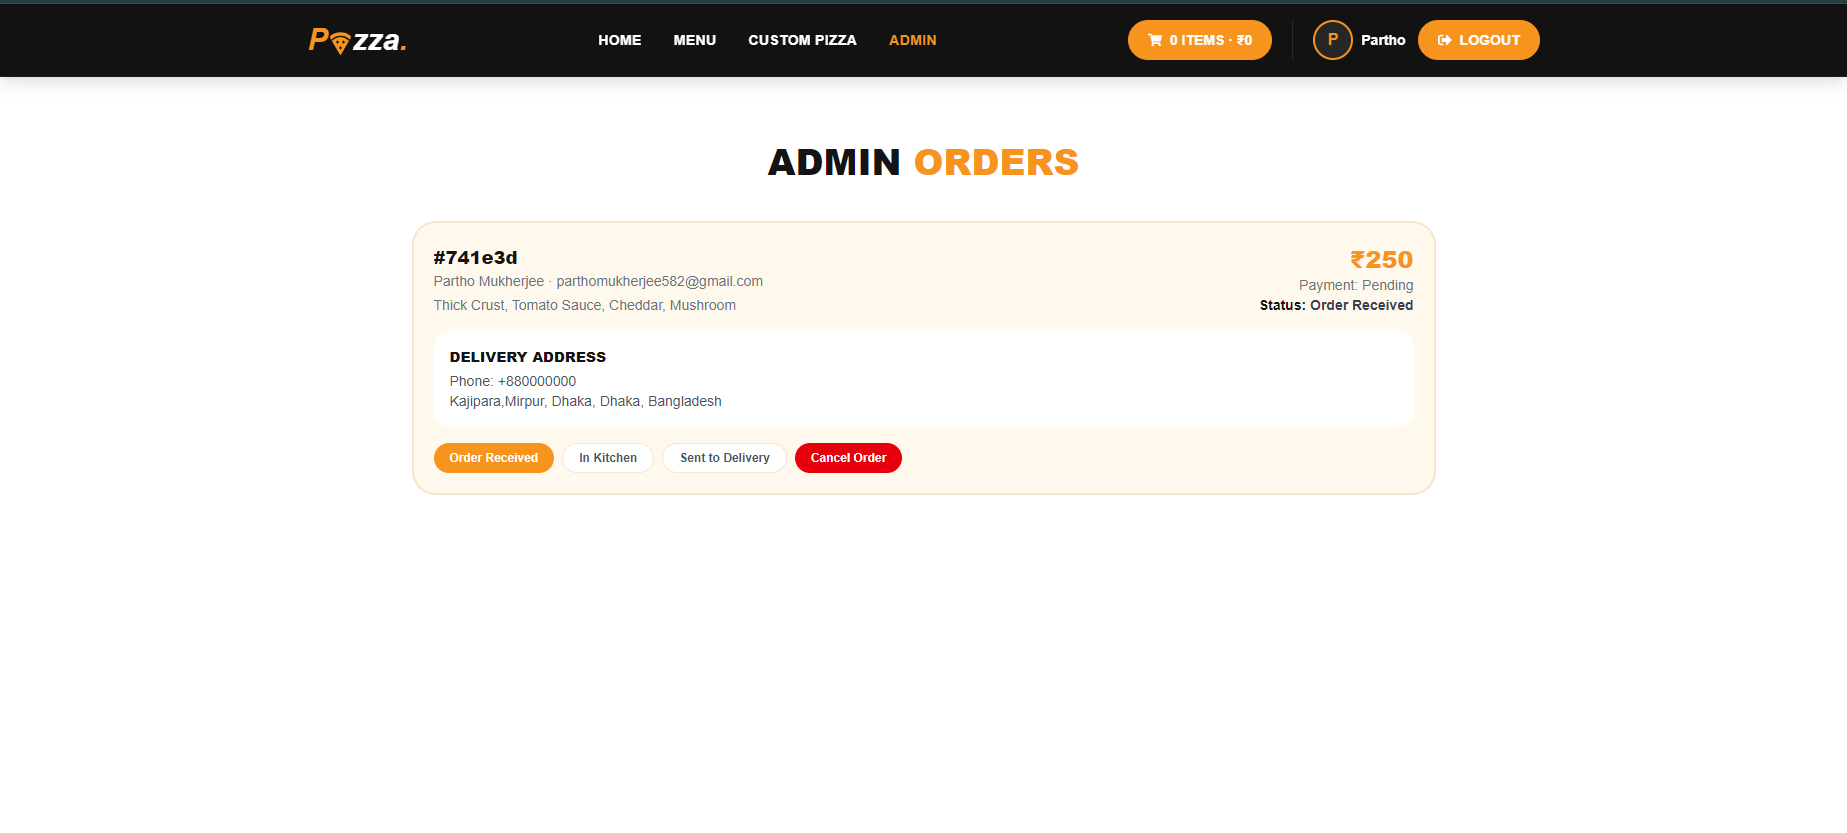 Pizza.
HOME MENU CUSTOM PIZZA ADMIN
0 ITEMS · ₹0
P Partho
LOGOUT
ADMIN ORDERS
#741e3d
Partho Mukherjee · parthomukherjee582@gmail.com
Thick Crust, Tomato Sauce, Cheddar, Mushroom
₹250
Payment: Pending
Status: Order Received
DELIVERY ADDRESS
Phone: +880000000
Kajipara,Mirpur, Dhaka, Dhaka, Bangladesh
Order Received In Kitchen Sent to Delivery Cancel Order